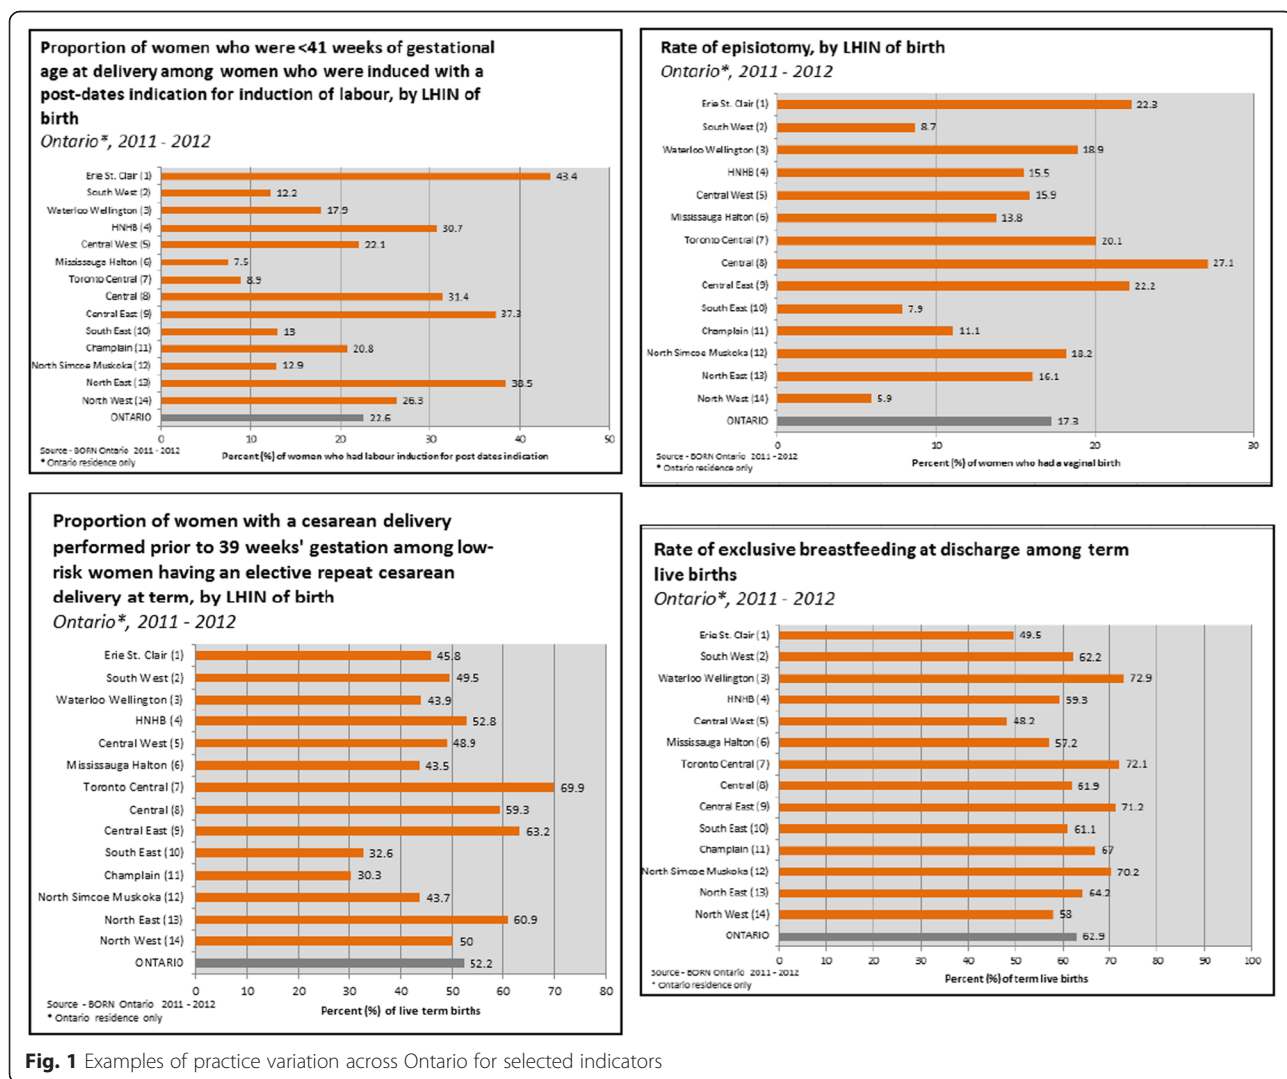 Proportion of women who were <41 weeks of gestational
age at delivery among women who were induced with a
post-dates indication for induction of labour, by LHIN of
birth
Ontario*, 2011 - 2012
Erie St. Clair (1) 43.4
South West (2) 12.2
Waterloo Wellington (3) 17.9
HNHB (4) 30.7
Central West (5) 22.1
Mississauga Halton (6) 7.5
Toronto Central (7) 8.9
Central (8) 31.4
Central East (9) 37.3
South East (10) 13
Champlain (11) 20.8
North Simcoe Muskoka (12) 12.9
North East (13) 38.5
North West (14) 26.3
ONTARIO 22.6
0 10 20 30 40 50
Percent (%) of women who had labour induction for post dates indication
Source - BORN Ontario 2011 - 2012
* Ontario residence only
Rate of episiotomy, by LHIN of birth
Ontario*, 2011 - 2012
Erie St. Clair (1) 22.3
South West (2) 8.7
Waterloo Wellington (3) 18.9
HNHB (4) 15.5
Central West (5) 15.9
Mississauga Halton (6) 13.8
Toronto Central (7) 20.1
Central (8) 27.1
Central East (9) 22.2
South East (10) 7.9
Champlain (11) 11.1
North Simcoe Muskoka (12) 18.2
North East (13) 16.1
North West (14) 5.9
ONTARIO 17.3
0 10 20 30
Percent (%) of women who had a vaginal birth
Source - BORN Ontario 2011 - 2012
* Ontario residence only
Proportion of women with a cesarean delivery
performed prior to 39 weeks' gestation among low-
risk women having an elective repeat cesarean
delivery at term, by LHIN of birth
Ontario*, 2011 - 2012
Erie St. Clair (1) 45.8
South West (2) 49.5
Waterloo Wellington (3) 43.9
HNHB (4) 52.8
Central West (5) 48.9
Mississauga Halton (6) 43.5
Toronto Central (7) 69.9
Central (8) 59.3
Central East (9) 63.2
South East (10) 32.6
Champlain (11) 30.3
North Simcoe Muskoka (12) 43.7
North East (13) 60.9
North West (14) 50
ONTARIO 52.2
0 10 20 30 40 50 60 70 80
Percent (%) of live term births
Source - BORN Ontario 2011 - 2012
* Ontario residence only
Rate of exclusive breastfeeding at discharge among term
live births
Ontario*, 2011 - 2012
Erie St. Clair (1) 49.5
South West (2) 62.2
Waterloo Wellington (3) 72.9
HNHB (4) 59.3
Central West (5) 48.2
Mississauga Halton (6) 57.2
Toronto Central (7) 72.1
Central (8) 61.9
Central East (9) 71.2
South East (10) 61.1
Champlain (11) 67
North Simcoe Muskoka (12) 70.2
North East (13) 64.2
North West (14) 58
ONTARIO 62.9
0 10 20 30 40 50 60 70 80 90 100
Percent (%) of term live births
Source - BORN Ontario 2011 - 2012
* Ontario residence only
Fig. 1 Examples of practice variation across Ontario for selected indicators